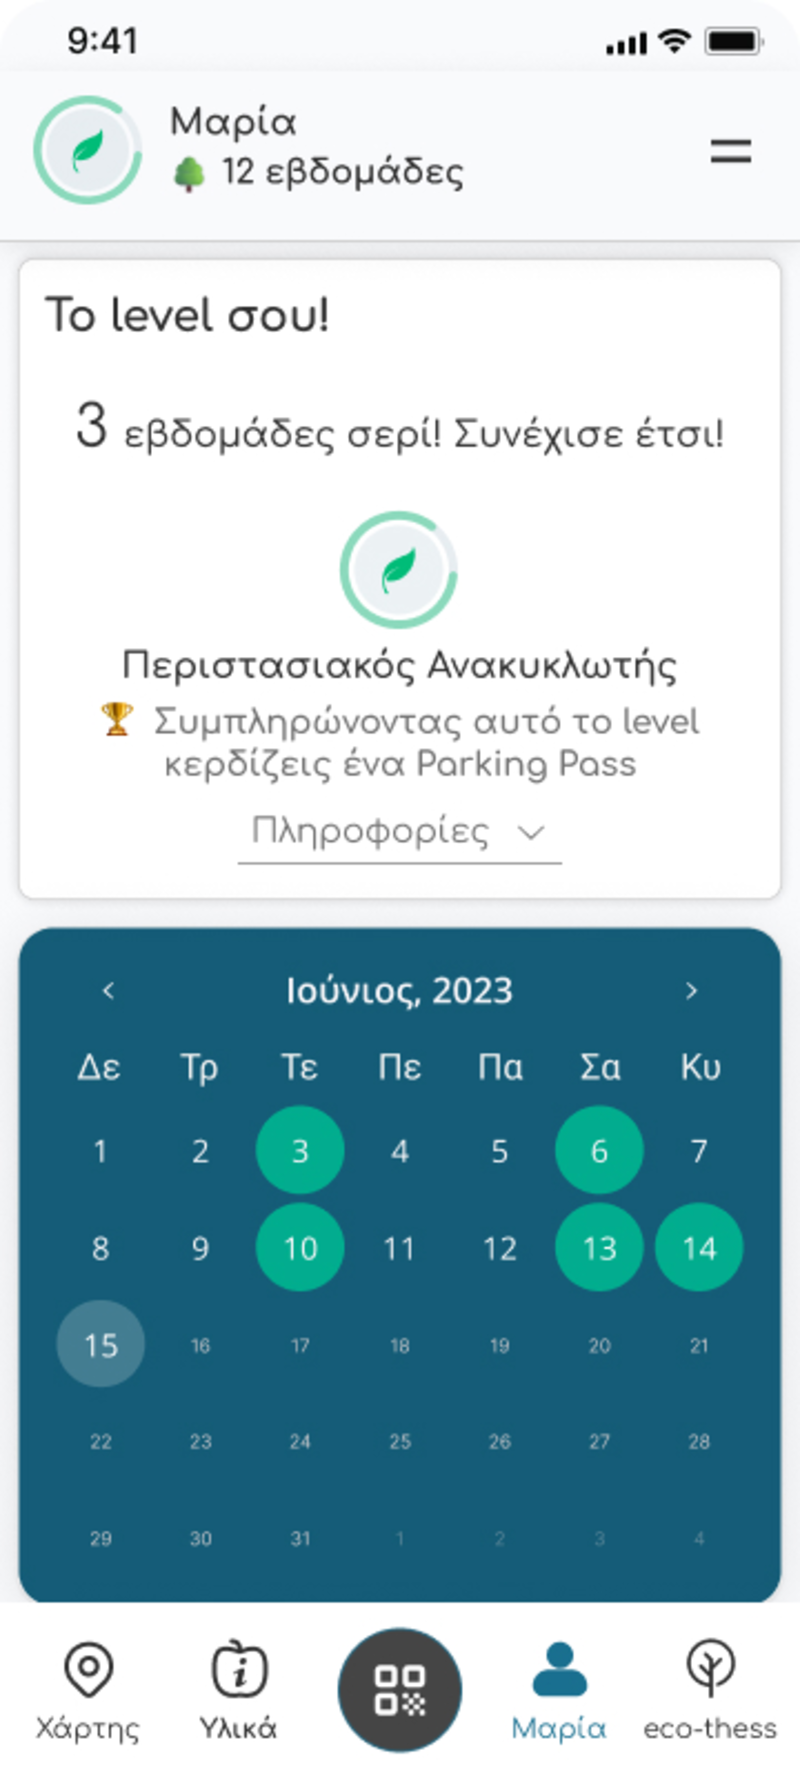 9:41
Μαρία
12 εβδομάδες
Το level σου!
3 εβδομάδες σερί! Συνέχισε έτσι!
Περιστασιακός Ανακυκλωτής
Συμπληρώνοντας αυτό το level
κερδίζεις ένα Parking Pass
Πληροφορίες
Ιούνιος, 2023
Δε Τρ Τε Πε Πα Σα Κυ
1 2 3 4 5 6 7
8 9 10 11 12 13 14
15 16 17 18 19 20 21
22 23 24 25 26 27 28
29 30 31 1 2 3 4
Χάρτης Υλικά Μαρία eco-thess